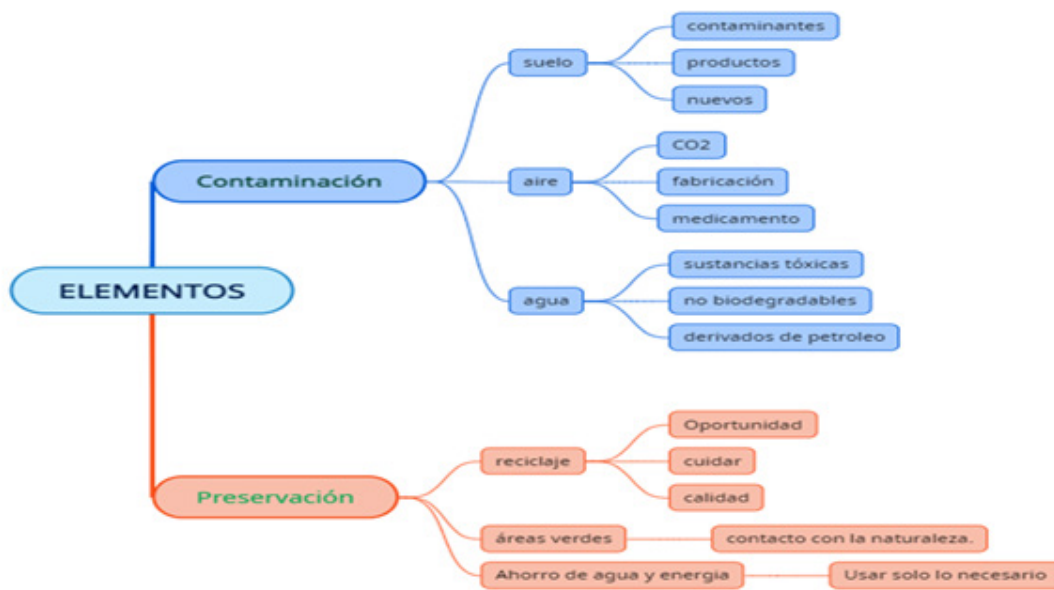 ELEMENTOS
Contaminación
suelo
contaminantes
productos
nuevos
aire
CO2
fabricación
medicamento
agua
sustancias tóxicas
no biodegradables
derivados de petroleo
Preservación
reciclaje
Oportunidad
cuidar
calidad
áreas verdes
contacto con la naturaleza.
Ahorro de agua y energia
Usar solo lo necesario